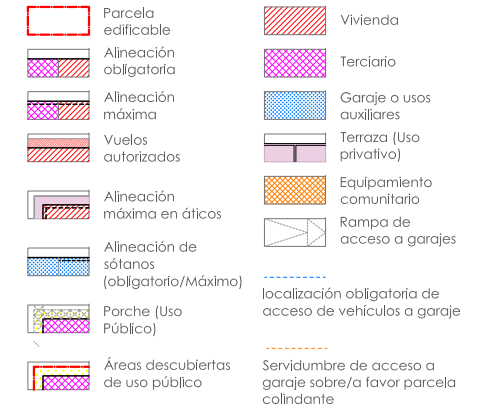 Parcela
edificable
Alineación
obligatoria
Alineación
máxima
Vuelos
autorizados
Alineación
máxima en áticos
Alineación de
sótanos
(obligatorio/Máximo)
Porche (Uso
Público)
Áreas descubiertas
de uso público
Vivienda
Terciario
Garaje o usos
auxiliares
Terraza (Uso
privativo)
Equipamiento
comunitario
Rampa de
acceso a garajes
localización obligatoria de
acceso de vehículos a garaje
Servidumbre de acceso a
garaje sobre/a favor parcela
colindante